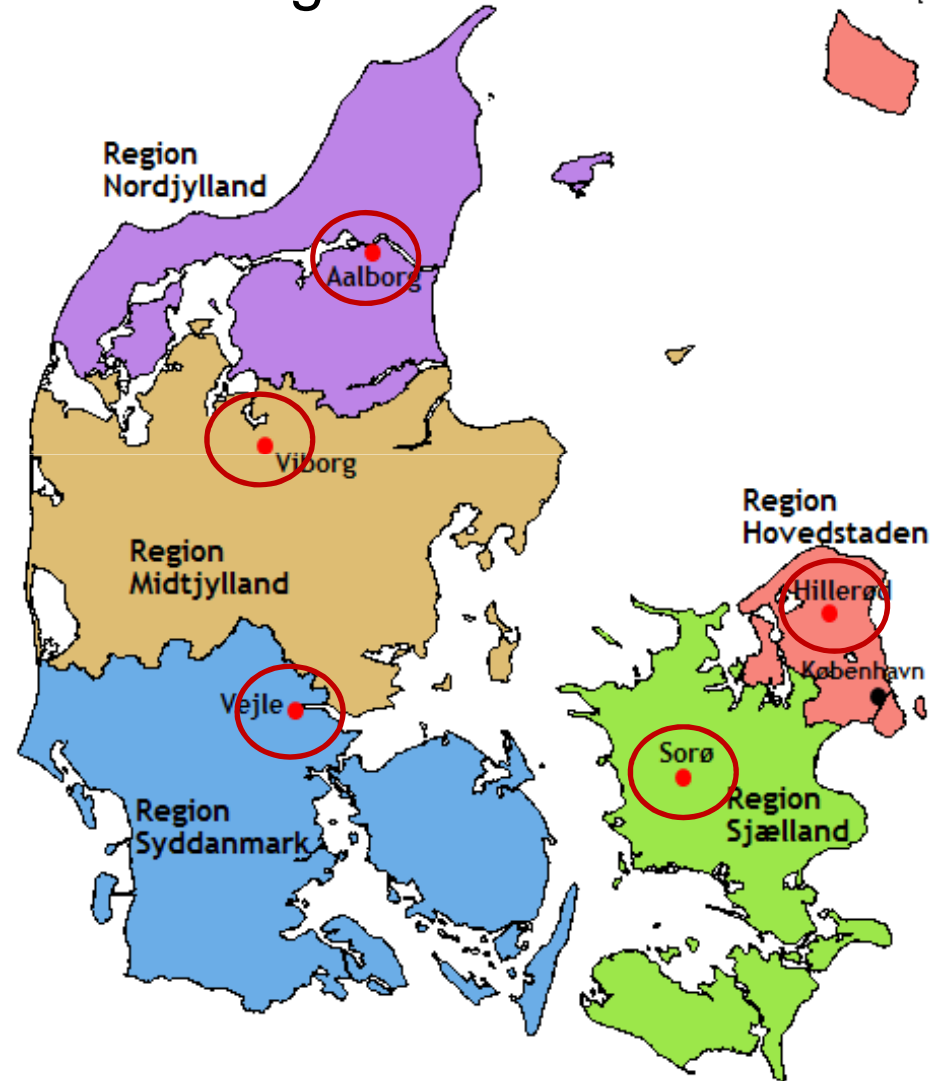 Region
Nordjylland
Aalborg
Viborg
Region
Midtjylland
Region
Hovedstaden
Hillerød
København
Vejle
Sorø
Region
Sjælland
Region
Syddanmark